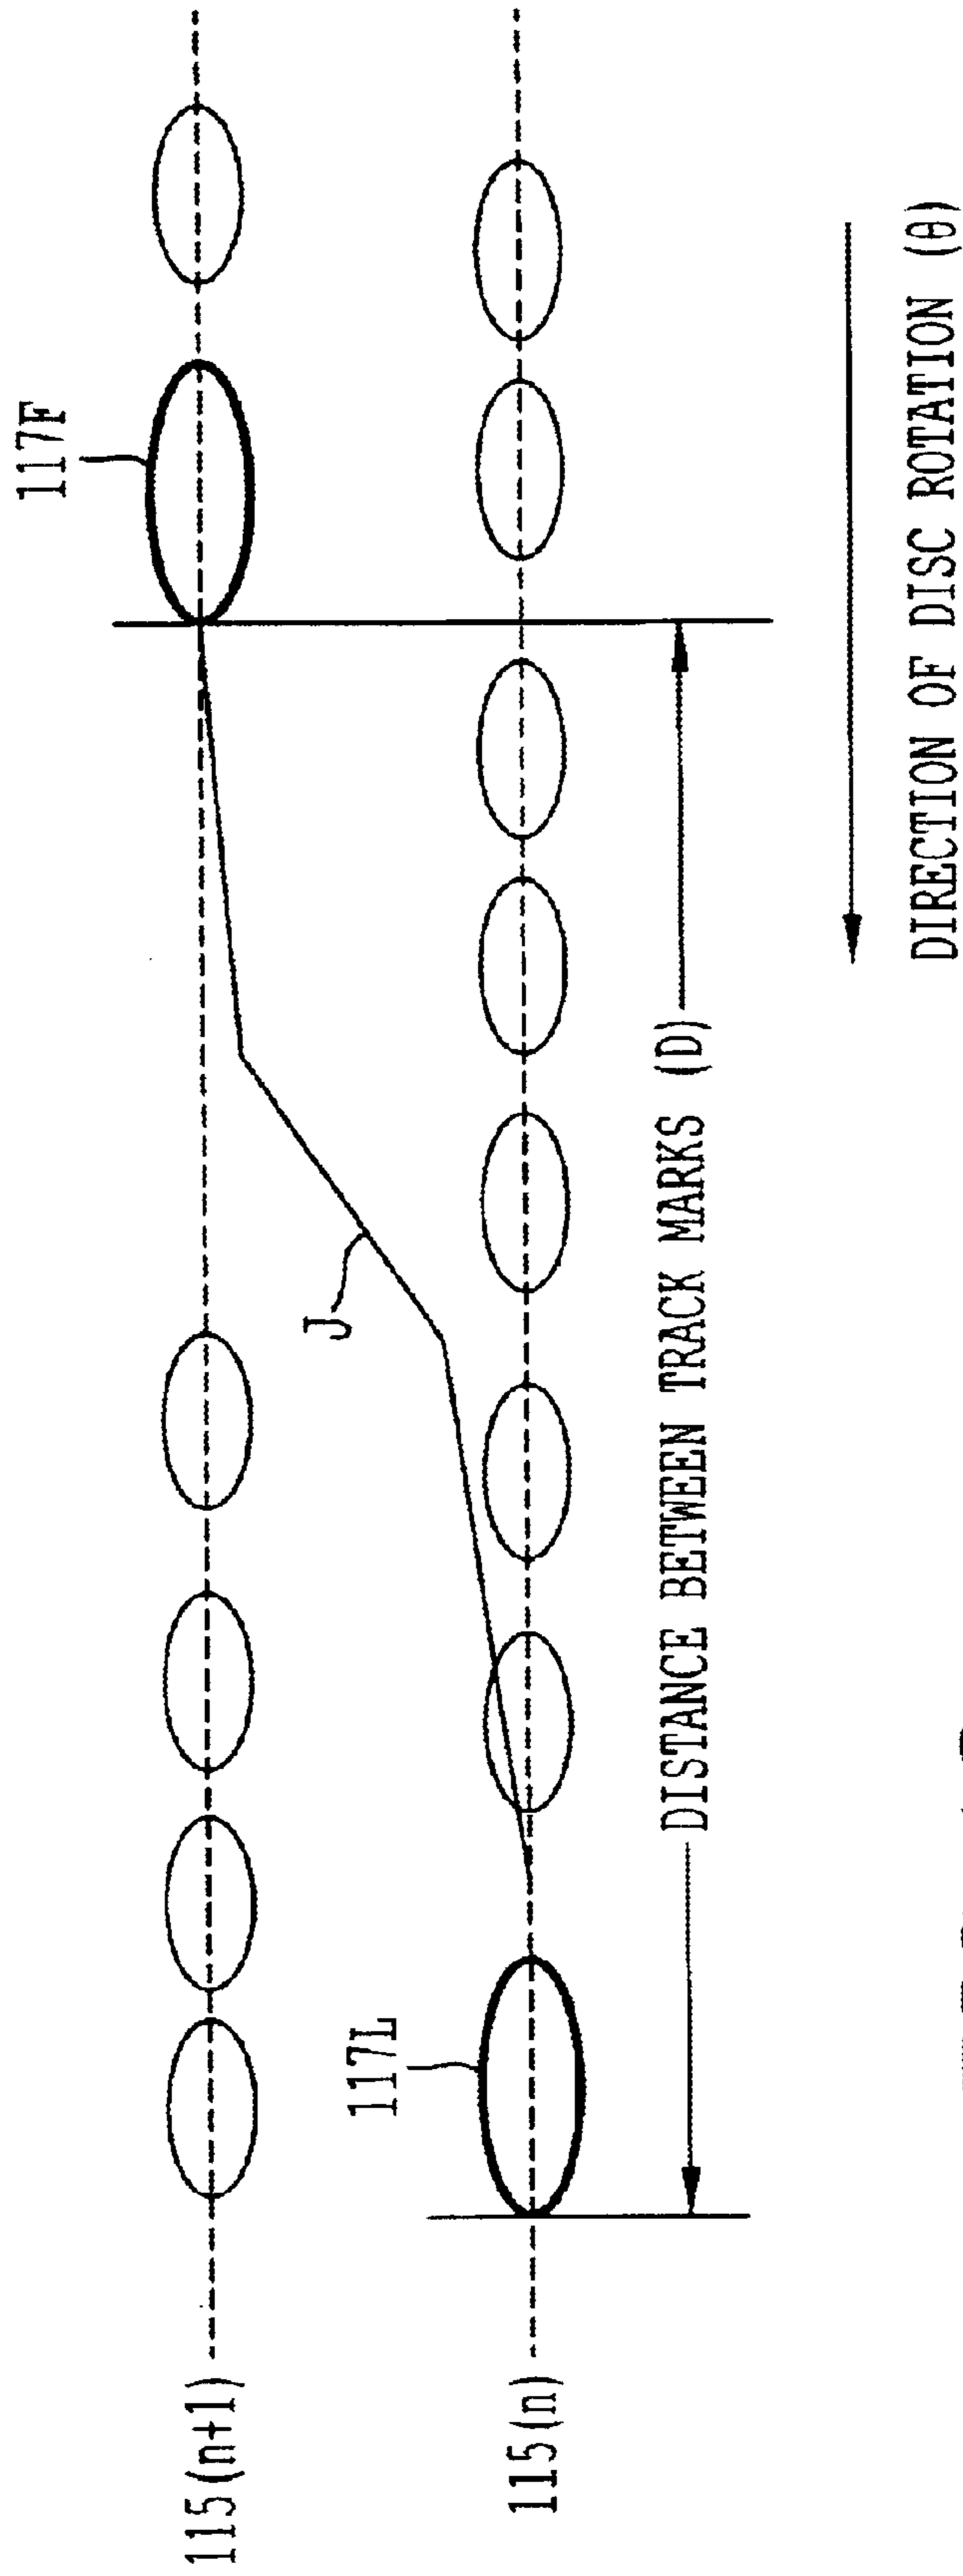 117F
115(n+1)
J
117L
115(n)
DISTANCE BETWEEN TRACK MARKS (D)
DIRECTION OF DISC ROTATION (θ)